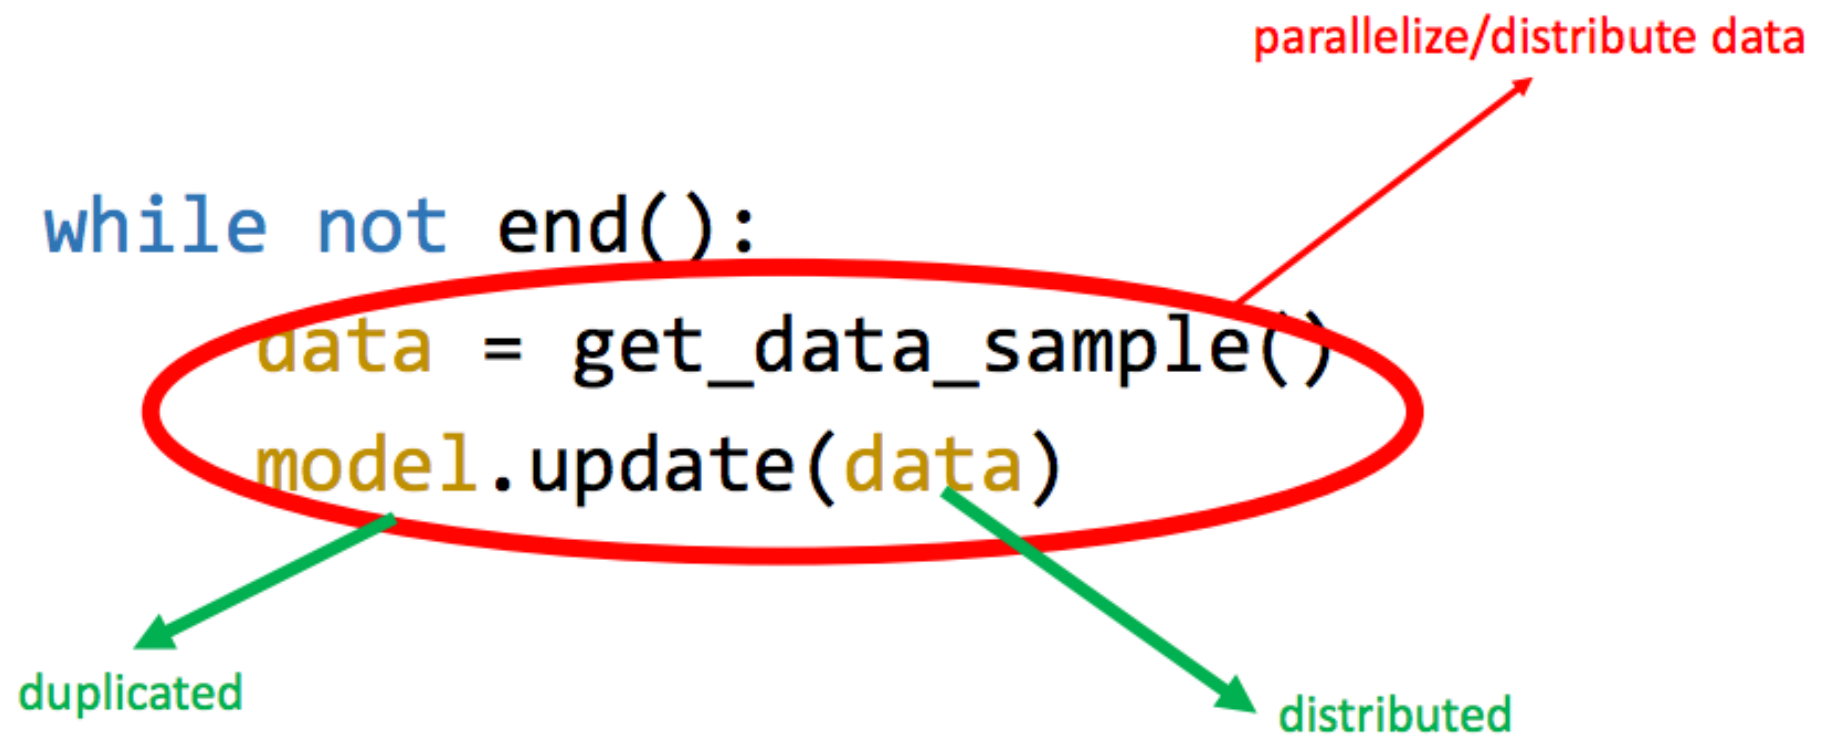 parallelize/distribute data
while not end():
data = get_data_sample()
model.update(data)
duplicated
distributed